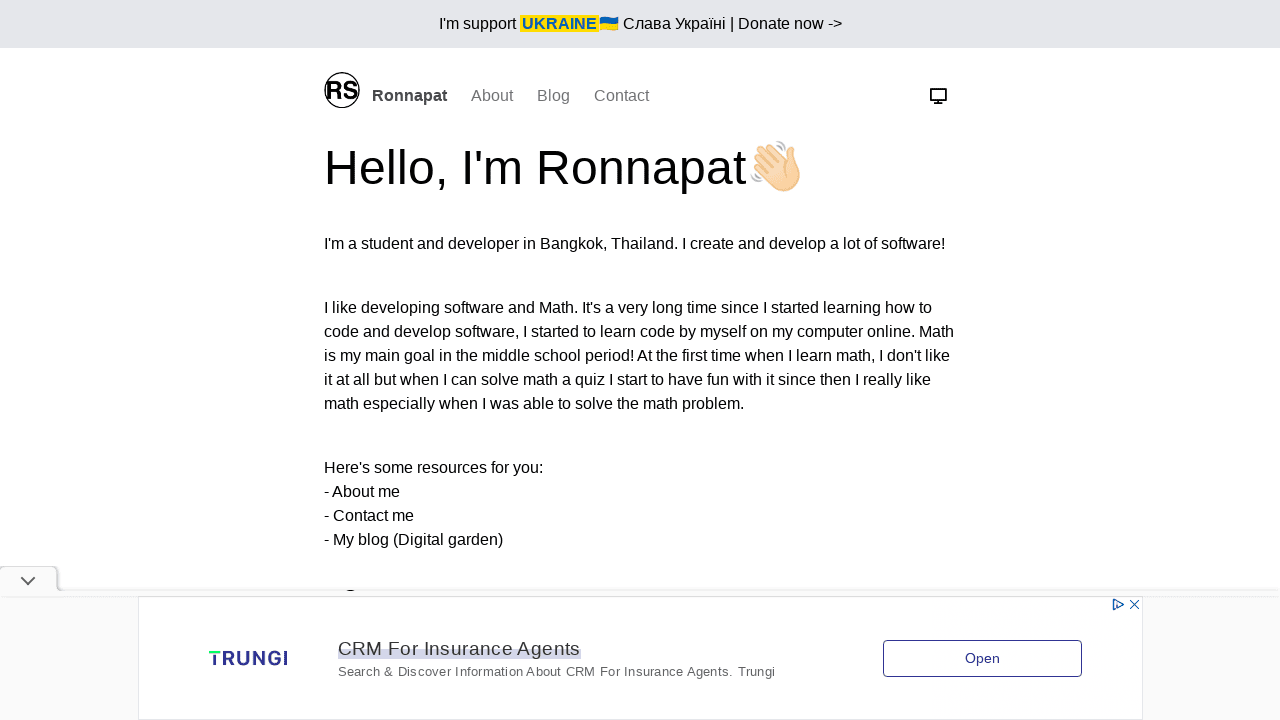 I'm support UKRAINE🇺🇦 Слава Україні | Donate now ->
RS Ronnapat About Blog Contact
Hello, I'm Ronnapat👋🏻
I'm a student and developer in Bangkok, Thailand. I create and develop a lot of software!
I like developing software and Math. It's a very long time since I started learning how to
code and develop software, I started to learn code by myself on my computer online. Math
is my main goal in the middle school period! At the first time when I learn math, I don't like
it at all but when I can solve math a quiz I start to have fun with it since then I really like
math especially when I was able to solve the math problem.
Here's some resources for you:
- About me
- Contact me
- My blog (Digital garden)
TRUNGI
CRM For Insurance Agents
Search & Discover Information About CRM For Insurance Agents. Trungi
Open